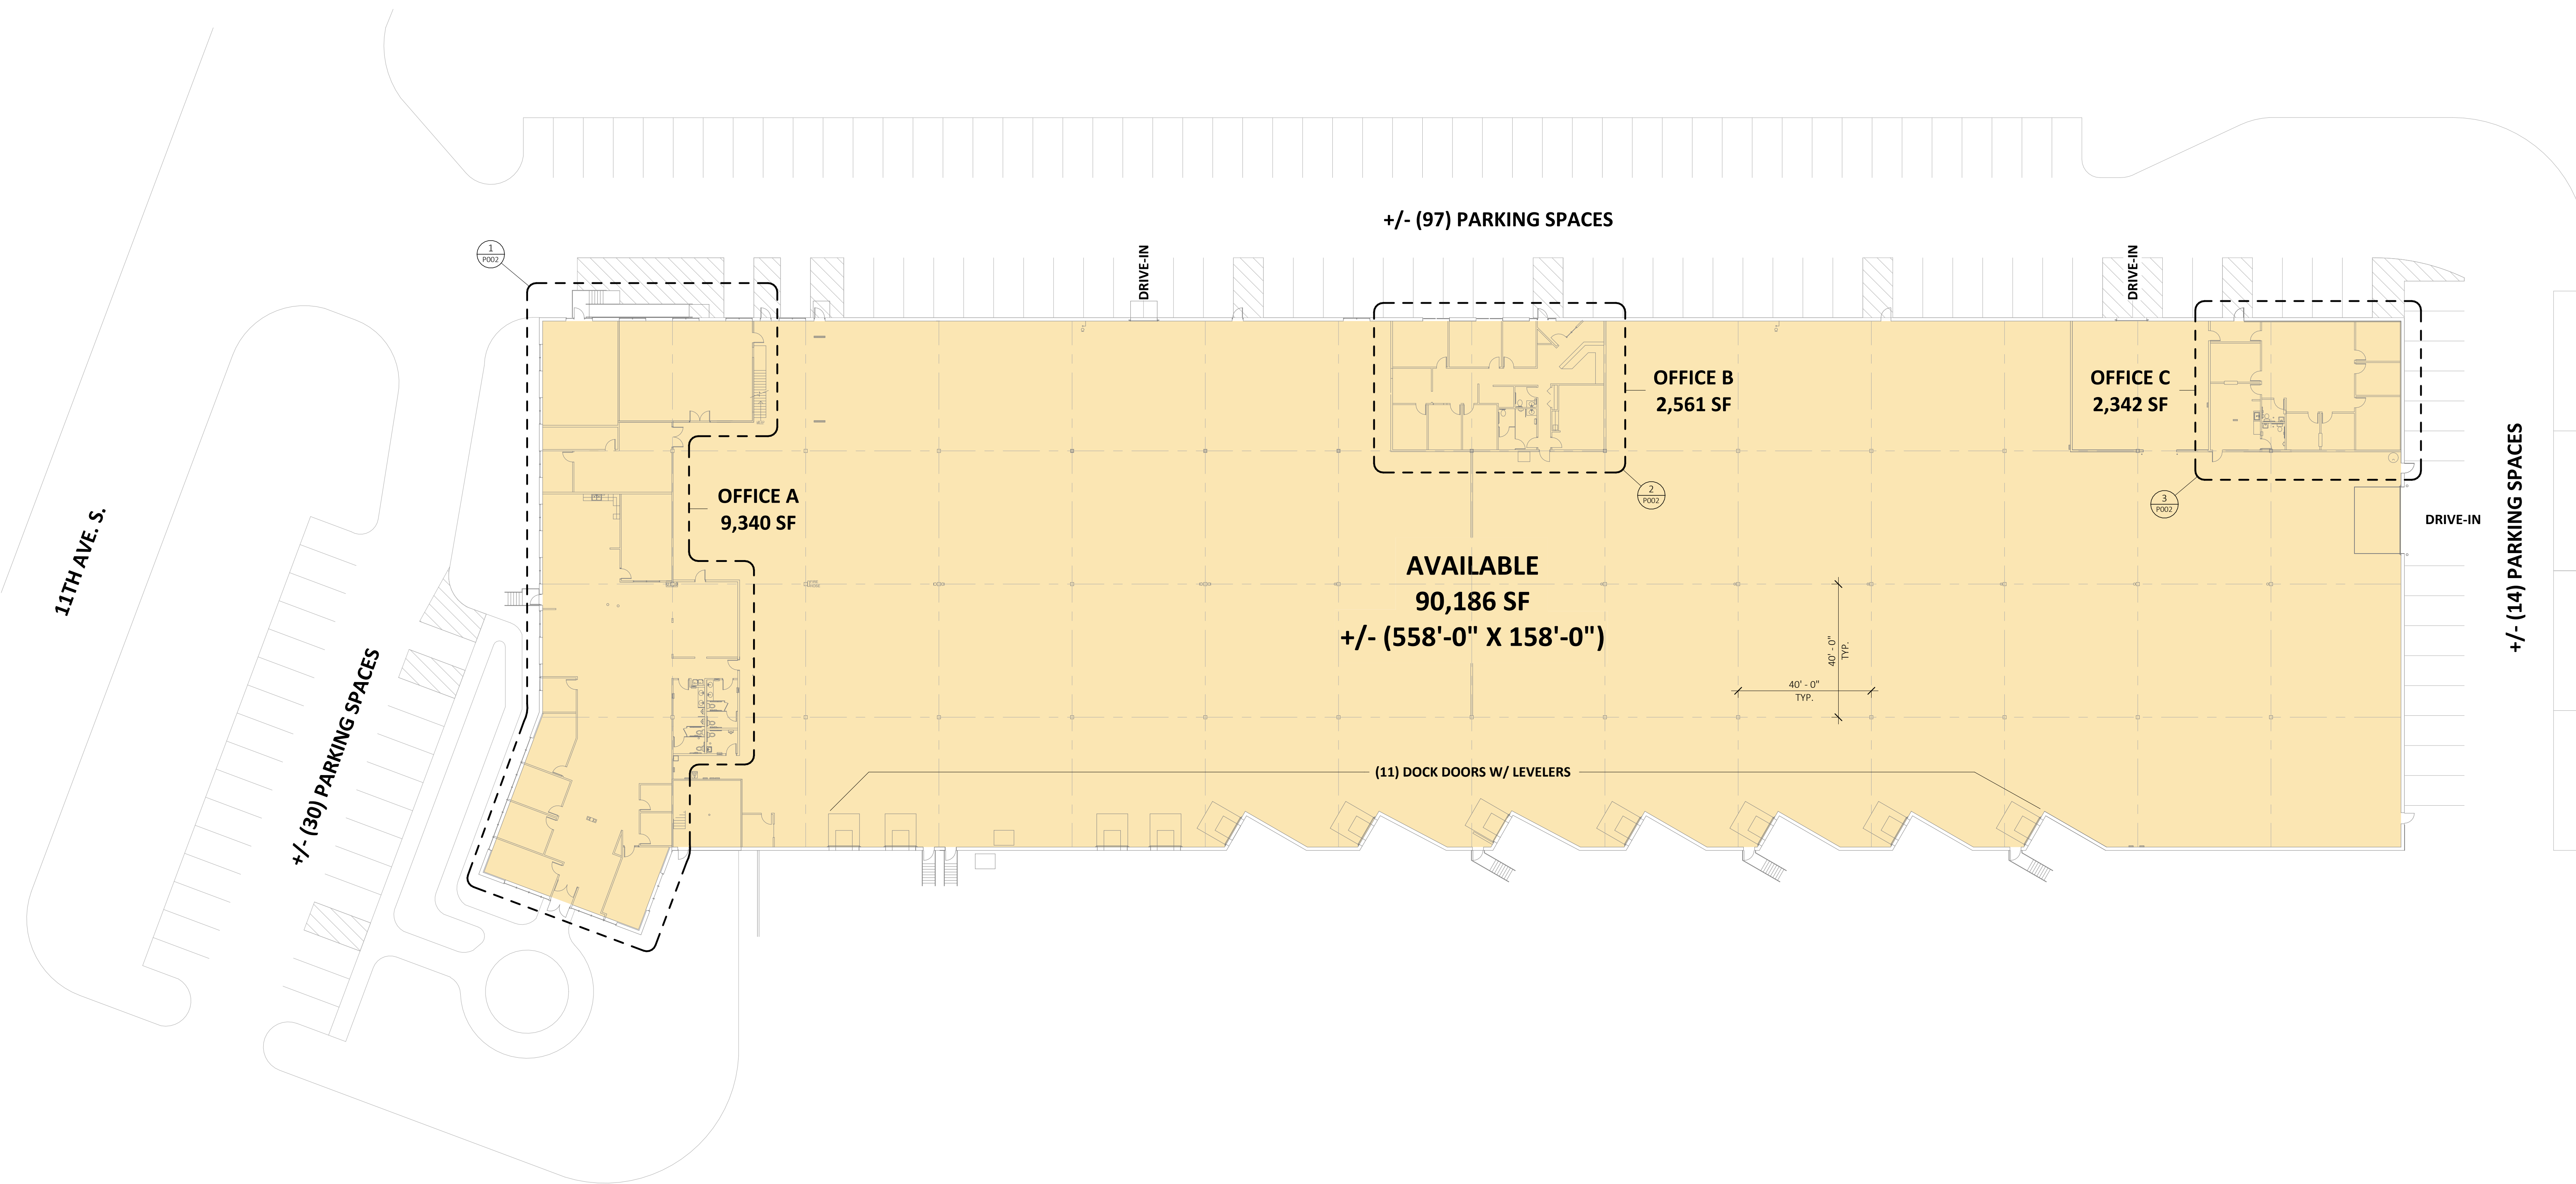 +/- (97) PARKING SPACES
1
P002
DRIVE-IN
DRIVE-IN
OFFICE B
2,561 SF
OFFICE C
2,342 SF
OFFICE A
9,340 SF
2
P002
3
P002
DRIVE-IN
+/- (14) PARKING SPACES
11TH AVE. S.
+/- (30) PARKING SPACES
AVAILABLE
90,186 SF
+/- (558'-0" X 158'-0")
40' - 0"
TYP.
40' - 0"
TYP.
(11) DOCK DOORS W/ LEVELERS